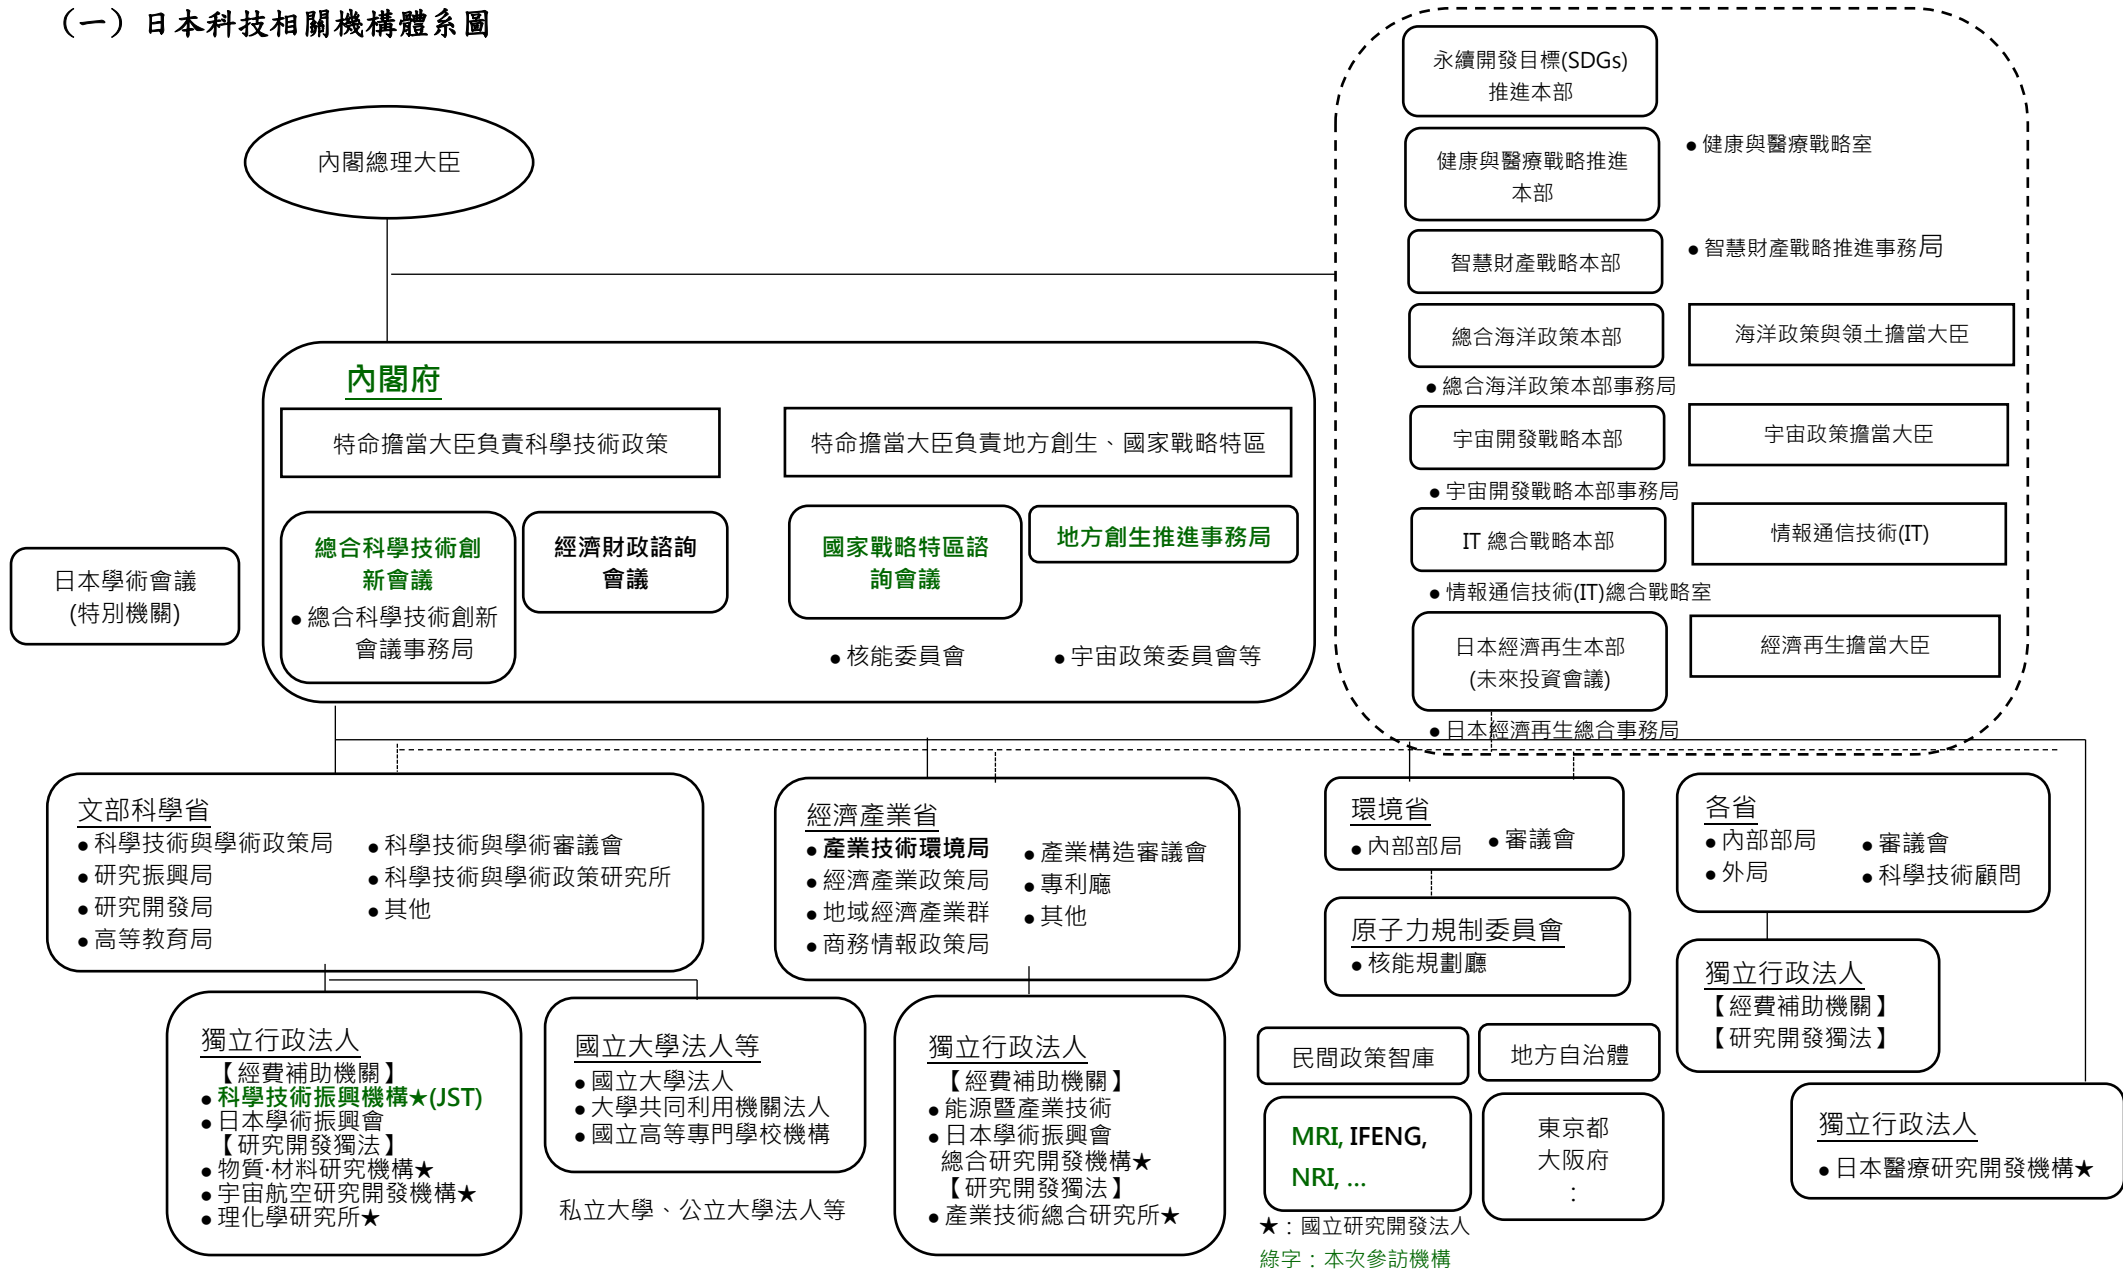 （一）日本科技相關機構體系圖
內閣總理大臣
永續開發目標(SDGs)
推進本部
健康與醫療戰略推進
本部
●健康與醫療戰略室
智慧財產戰略本部
●智慧財產戰略推進事務局
總合海洋政策本部
海洋政策與領土擔當大臣
●總合海洋政策本部事務局
宇宙開發戰略本部
宇宙政策擔當大臣
●宇宙開發戰略本部事務局
IT 總合戰略本部
情報通信技術(IT)
●情報通信技術(IT)總合戰略室
日本經濟再生本部
(未來投資會議)
經濟再生擔當大臣
●日本經濟再生總合事務局
內閣府
特命擔當大臣負責科學技術政策
特命擔當大臣負責地方創生、國家戰略特區
總合科學技術創
新會議
●總合科學技術創新
會議事務局
經濟財政諮詢
會議
國家戰略特區諮
詢會議
地方創生推進事務局
●核能委員會
●宇宙政策委員會等
日本學術會議
(特別機關)
文部科學省
●科學技術與學術政策局
●研究振興局
●研究開發局
●高等教育局
●科學技術與學術審議會
●科學技術與學術政策研究所
●其他
經濟產業省
●產業技術環境局
●經濟產業政策局
●地域經濟產業群
●商務情報政策局
●產業構造審議會
●專利廳
●其他
環境省
●內部部局
●審議會
各省
●內部部局
●外局
●審議會
●科學技術顧問
原子力規制委員會
●核能規劃廳
獨立行政法人
【經費補助機關】
【研究開發獨法】
獨立行政法人
【經費補助機關】
●科學技術振興機構★(JST)
●日本學術振興會
【研究開發獨法】
●物質·材料研究機構★
●宇宙航空研究開發機構★
●理化學研究所★
國立大學法人等
●國立大學法人
●大學共同利用機關法人
●國立高等專門學校機構
私立大學、公立大學法人等
獨立行政法人
【經費補助機關】
●能源暨產業技術
●日本學術振興會
總合研究開發機構★
【研究開發獨法】
●產業技術總合研究所★
民間政策智庫
MRI, IFENG,
NRI, ...
地方自治體
東京都
大阪府
：
獨立行政法人
●日本醫療研究開發機構★
★：國立研究開發法人
綠字：本次參訪機構